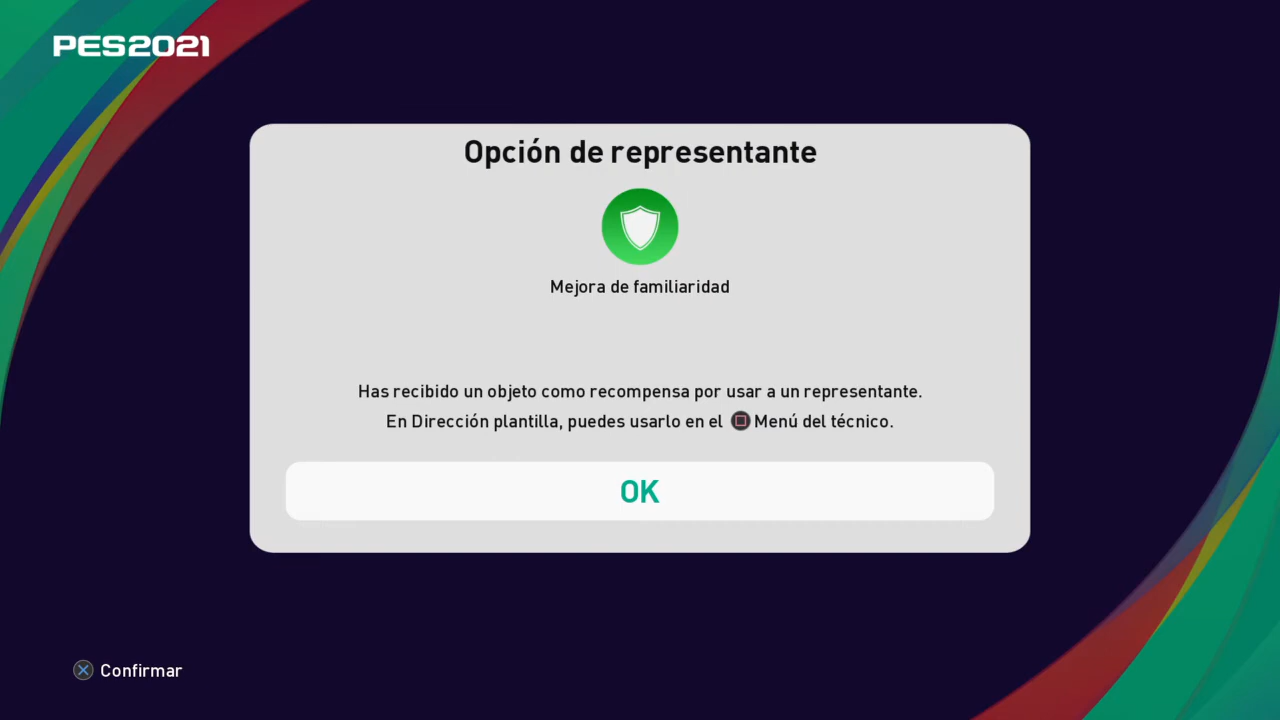 PES2021
Opción de representante
Mejora de familiaridad
Has recibido un objeto como recompensa por usar a un representante.
En Dirección plantilla, puedes usarlo en el Menú del técnico.
OK
Confirmar